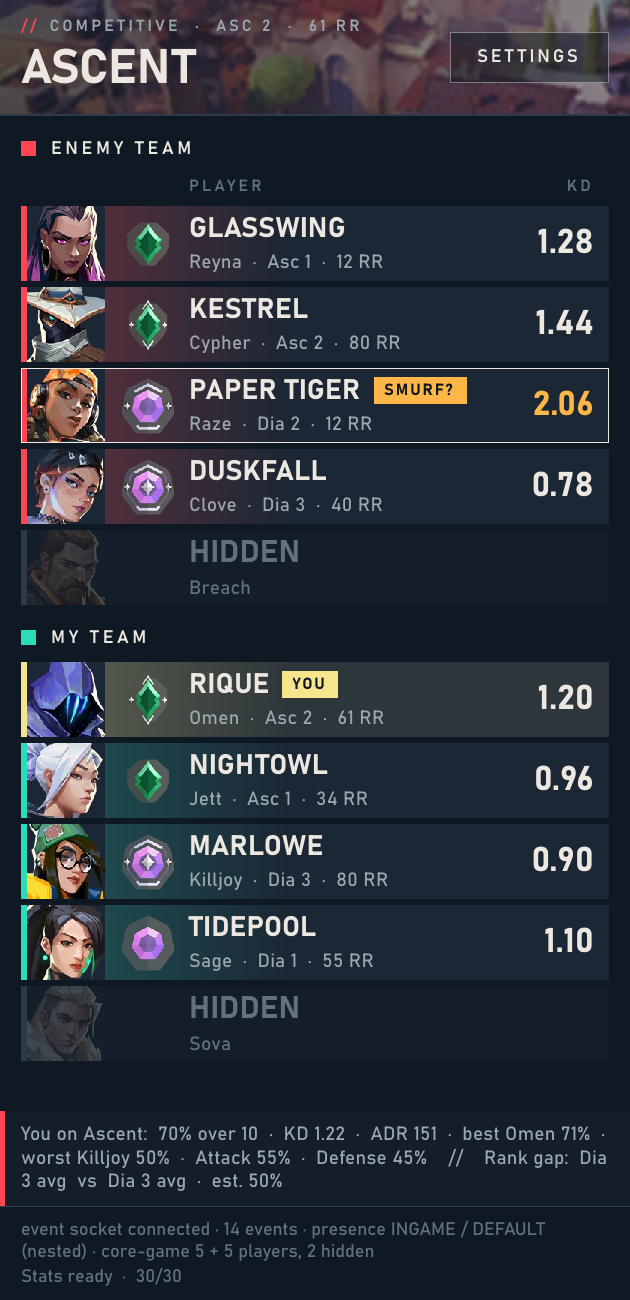 // COMPETITIVE · ASC 2 · 61 RR
ASCENT
SETTINGS
ENEMY TEAM
PLAYER KD
GLASSWING
Reyna · Asc 1 · 12 RR
1.28
KESTREL
Cypher · Asc 2 · 80 RR
1.44
PAPER TIGER SMURF?
Raze · Dia 2 · 12 RR
2.06
DUSKFALL
Clove · Dia 3 · 40 RR
0.78
HIDDEN
Breach
MY TEAM
RIQUE YOU
Omen · Asc 2 · 61 RR
1.20
NIGHTOWL
Jett · Asc 1 · 34 RR
0.96
MARLOWE
Killjoy · Dia 3 · 80 RR
0.90
TIDEPOOL
Sage · Dia 1 · 55 RR
1.10
HIDDEN
Sova
You on Ascent: 70% over 10 · KD 1.22 · ADR 151 · best Omen 71% ·
worst Killjoy 50% · Attack 55% · Defense 45% // Rank gap: Dia
3 avg vs Dia 3 avg · est. 50%
event socket connected · 14 events · presence INGAME / DEFAULT
(nested) · core-game 5 + 5 players, 2 hidden
Stats ready · 30/30